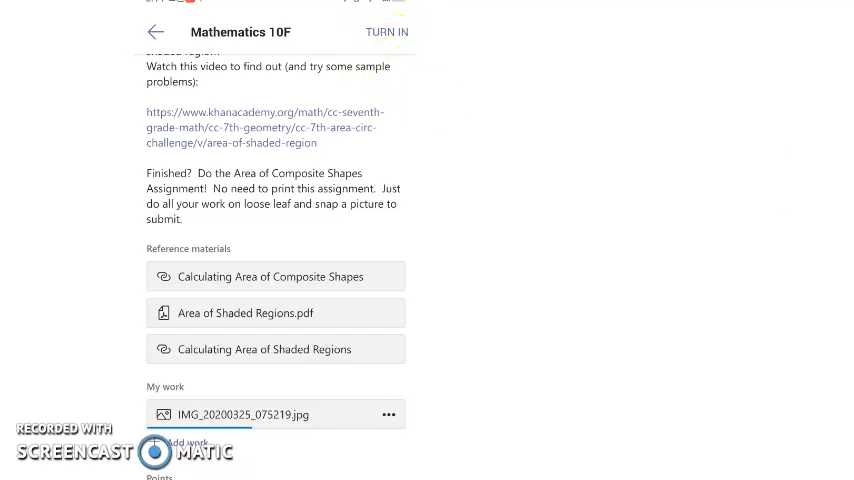 Mathematics 10F
TURN IN
shaded region?
Watch this video to find out (and try some sample
problems):
https://www.khanacademy.org/math/cc-seventh-
grade-math/cc-7th-geometry/cc-7th-area-circ-
challenge/v/area-of-shaded-region
Finished? Do the Area of Composite Shapes
Assignment! No need to print this assignment. Just
do all your work on loose leaf and snap a picture to
submit.
Reference materials
Calculating Area of Composite Shapes
Area of Shaded Regions.pdf
Calculating Area of Shaded Regions
My work
IMG_20200325_075219.jpg
Add work
Points
RECORDED WITH
SCREENCAST MATIC